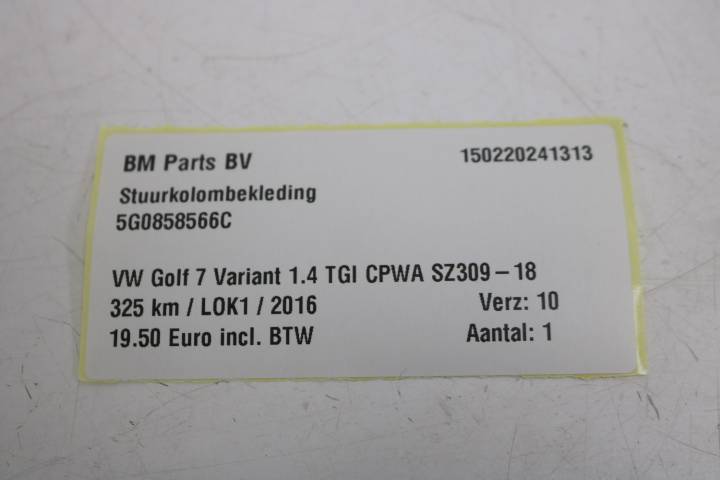 BM Parts BV 150220241313
Stuurkolombekleding
5G0858566C
VW Golf 7 Variant 1.4 TGI CPWA SZ309-18
325 km / LOK1 / 2016 Verz: 10
19.50 Euro incl. BTW Aantal: 1